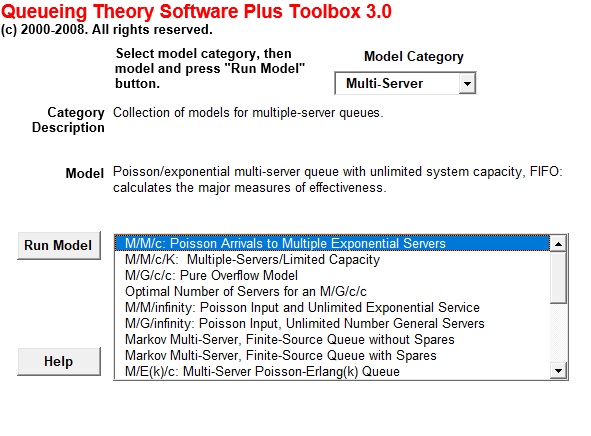 Queueing Theory Software Plus Toolbox 3.0
(c) 2000-2008. All rights reserved.
Select model category, then
model and press "Run Model"
button.
Model Category
Multi-Server
Category
Description
Collection of models for multiple-server queues.
Model
Poisson/exponential multi-server queue with unlimited system capacity, FIFO:
calculates the major measures of effectiveness.
Run Model
M/M/c: Poisson Arrivals to Multiple Exponential Servers
M/M/c/K:  Multiple-Servers/Limited Capacity
M/G/c/c: Pure Overflow Model
Optimal Number of Servers for an M/G/c/c
M/M/infinity: Poisson Input and Unlimited Exponential Service
M/G/infinity: Poisson Input, Unlimited Number General Servers
Markov Multi-Server, Finite-Source Queue without Spares
Markov Multi-Server, Finite-Source Queue with Spares
M/E(k)/c: Multi-Server Poisson-Erlang(k) Queue
Help